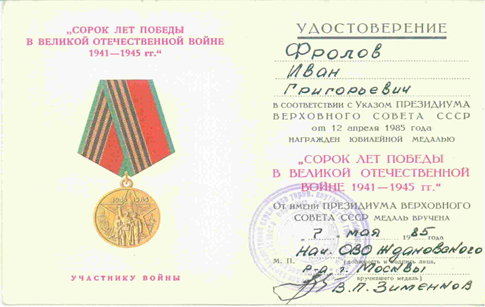 „СОРОК ЛЕТ ПОБЕДЫ
В ВЕЛИКОЙ ОТЕЧЕСТВЕННОЙ ВОЙНЕ
1941—1945 гг.“
УЧАСТНИКУ ВОЙНЫ
УДОСТОВЕРЕНИЕ
Фролов
Иван
Григорьевич
В СООТВЕТСТВИИ С УКАЗОМ ПРЕЗИДИУМА
ВЕРХОВНОГО СОВЕТА СССР
от 12 апреля 1985 года
НАГРАЖДЕН ЮБИЛЕЙНОЙ МЕДАЛЬЮ
„СОРОК ЛЕТ ПОБЕДЫ
В ВЕЛИКОЙ ОТЕЧЕСТВЕННОЙ
ВОЙНЕ 1941—1945 гг.“
ОТ ИМЕНИ ПРЕЗИДИУМА ВЕРХОВНОГО
СОВЕТА СССР МЕДАЛЬ ВРУЧЕНА
„7“ мая 1985 года
Нач. ОВО Ждановского
М. П. (должность и подпись лица,
р-на г. Москвы
вручившего медаль)
В.П. Зименков